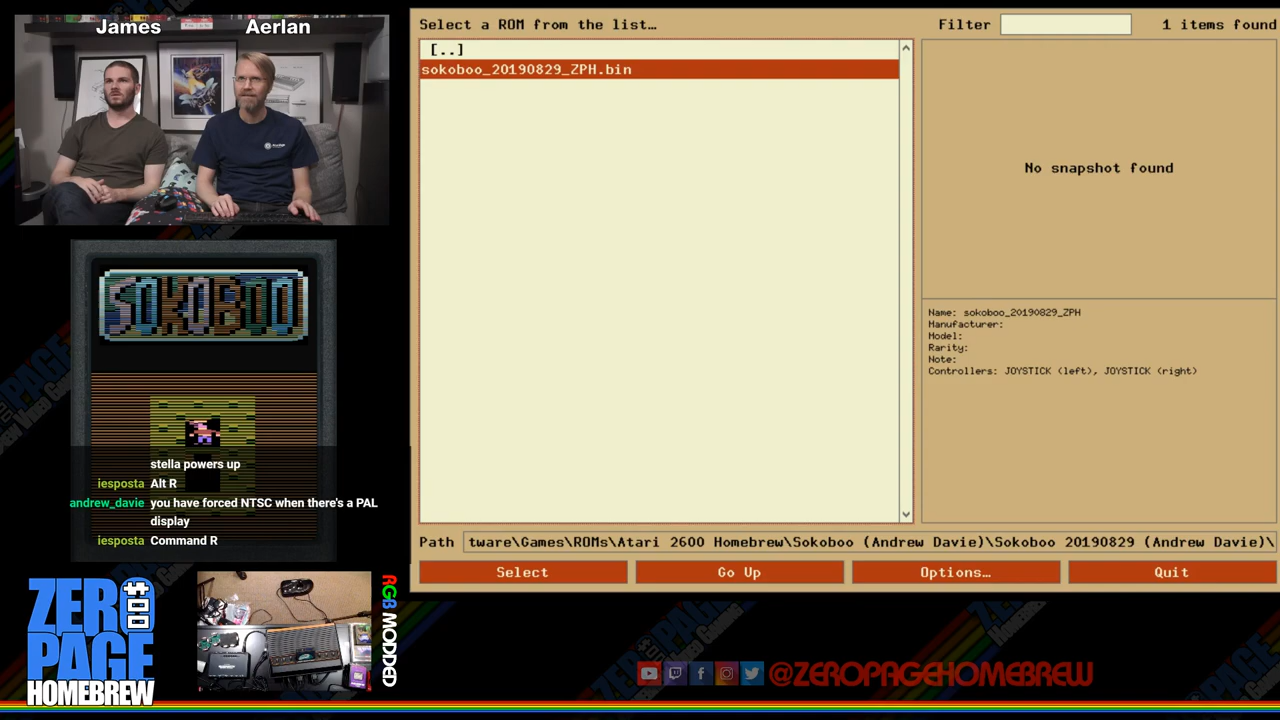 James
Aerlan
Select a ROM from the list…
Filter
1 items found
[..]
sokoboo_20190829_ZPH.bin
No snapshot found
Name: sokoboo_20190829_ZPH
Manufacturer:
Model:
Rarity:
Note:
Controllers: JOYSTICK (left), JOYSTICK (right)
Path
tware\Games\ROMs\Atari 2600 Homebrew\Sokoboo (Andrew Davie)\Sokoboo 20190829 (Andrew Davie)\
Select
Go Up
Options…
Quit
SOKOBOO
stella powers up
iesposta Alt R
andrew_davie you have forced NTSC when there's a PAL
display
iesposta Command R
ZERO
PAGE
HOMEBREW
RGB MODDED
@ZEROPAGEHOMEBREW